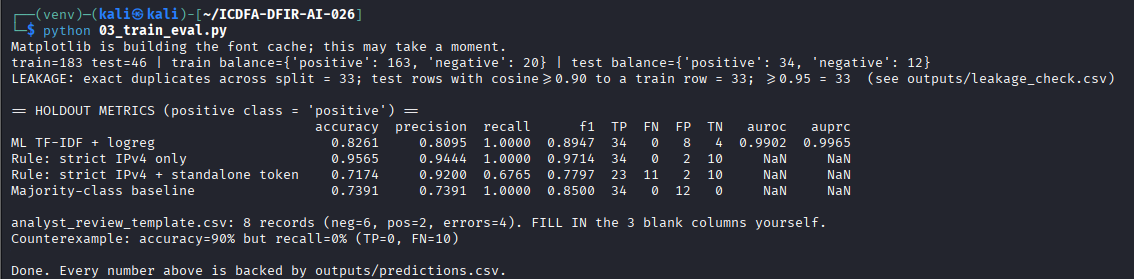 ┌──(venv)─(kali㉿kali)-[~/ICDFA-DFIR-AI-026]
└─$ python 03_train_eval.py
Matplotlib is building the font cache; this may take a moment.
train=183 test=46 | train balance={'positive': 163, 'negative': 20} | test balance={'positive': 34, 'negative': 12}
LEAKAGE: exact duplicates across split = 33; test rows with cosine≥0.90 to a train row = 33; ≥0.95 = 33  (see outputs/leakage_check.csv)

== HOLDOUT METRICS (positive class = 'positive') ==
                                     accuracy  precision  recall      f1  TP  FN  FP  TN   auroc   auprc
ML TF-IDF + logreg                     0.8261     0.8095  1.0000  0.8947  34   0   8   4  0.9902  0.9965
Rule: strict IPv4 only                 0.9565     0.9444  1.0000  0.9714  34   0   2  10     NaN     NaN
Rule: strict IPv4 + standalone token   0.7174     0.9200  0.6765  0.7797  23  11   2  10     NaN     NaN
Majority-class baseline                0.7391     0.7391  1.0000  0.8500  34   0  12   0     NaN     NaN

analyst_review_template.csv: 8 records (neg=6, pos=2, errors=4). FILL IN the 3 blank columns yourself.
Counterexample: accuracy=90% but recall=0% (TP=0, FN=10)

Done. Every number above is backed by outputs/predictions.csv.